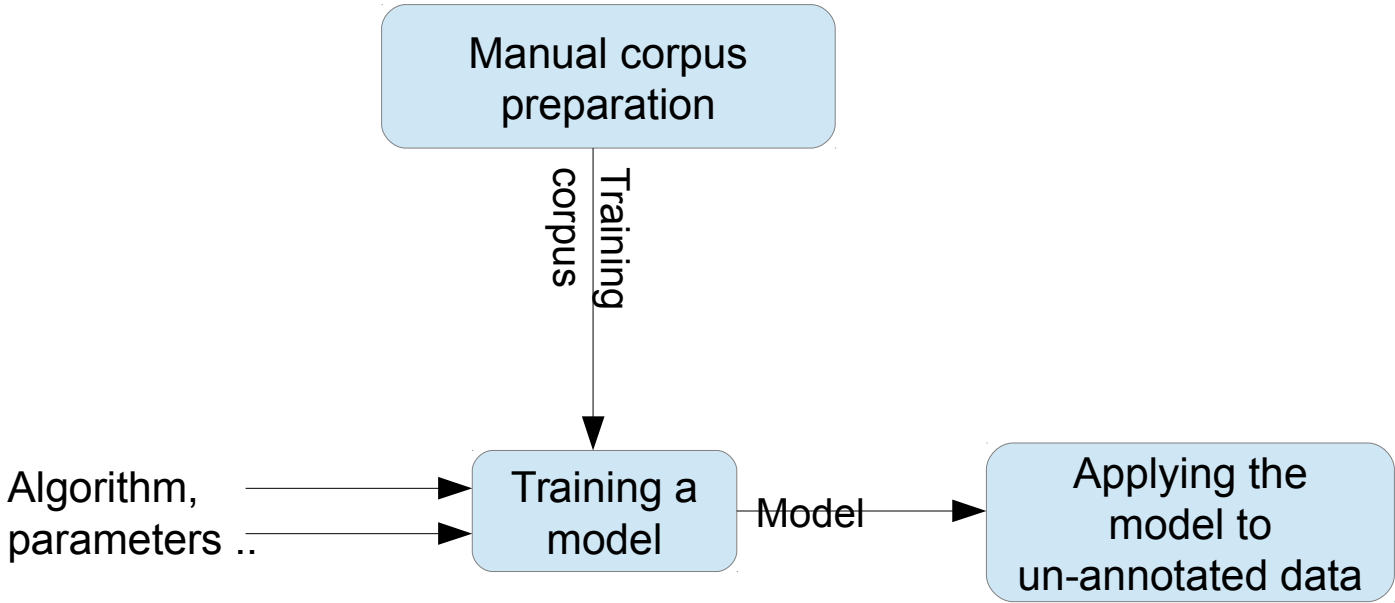 Manual corpus
preparation
Training
corpus
Algorithm,
parameters ..
Training a
model
Model
Applying the
model to
un-annotated data